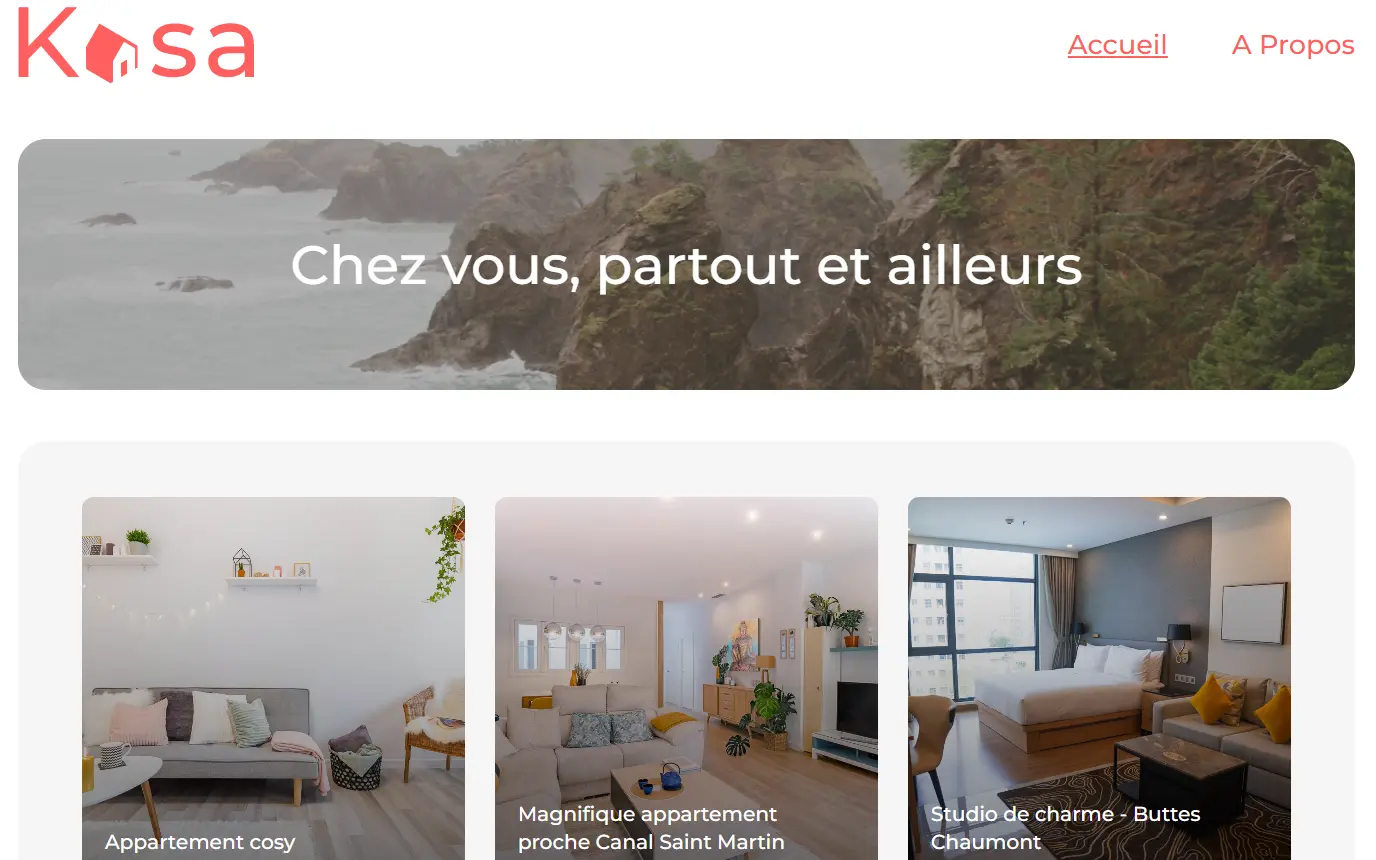 Kasa
Accueil
A Propos
Chez vous, partout et ailleurs
Appartement cosy
Magnifique appartement
proche Canal Saint Martin
Studio de charme - Buttes
Chaumont